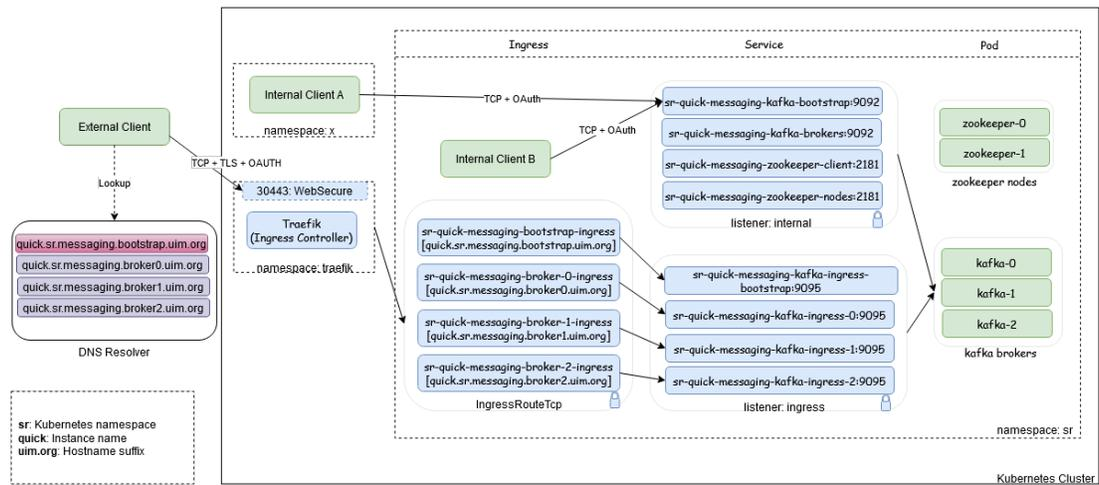 Ingress
Service
Pod
Internal Client A
namespace: x
TCP + OAuth
Internal Client B
TCP + OAuth
External Client
Lookup
TCP + TLS + OAUTH
30443: WebSecure
Traefik
(Ingress Controller)
namespace: traefik
quick.sr.messaging.bootstrap.uim.org
quick.sr.messaging.broker0.uim.org
quick.sr.messaging.broker1.uim.org
quick.sr.messaging.broker2.uim.org
DNS Resolver
sr-quick-messaging-bootstrap-ingress
[quick.sr.messaging.bootstrap.uim.org]
sr-quick-messaging-broker-0-ingress
[quick.sr.messaging.broker0.uim.org]
sr-quick-messaging-broker-1-ingress
[quick.sr.messaging.broker1.uim.org]
sr-quick-messaging-broker-2-ingress
[quick.sr.messaging.broker2.uim.org]
IngressRouteTcp
sr-quick-messaging-kafka-bootstrap:9092
sr-quick-messaging-kafka-brokers:9092
sr-quick-messaging-zookeeper-client:2181
sr-quick-messaging-zookeeper-nodes:2181
listener: internal
sr-quick-messaging-kafka-ingress-
bootstrap:9095
sr-quick-messaging-kafka-ingress-0:9095
sr-quick-messaging-kafka-ingress-1:9095
sr-quick-messaging-kafka-ingress-2:9095
listener: ingress
zookeeper-0
zookeeper-1
zookeeper nodes
kafka-0
kafka-1
kafka-2
kafka brokers
namespace: sr
Kubernetes Cluster
sr: Kubernetes namespace
quick: Instance name
uim.org: Hostname suffix